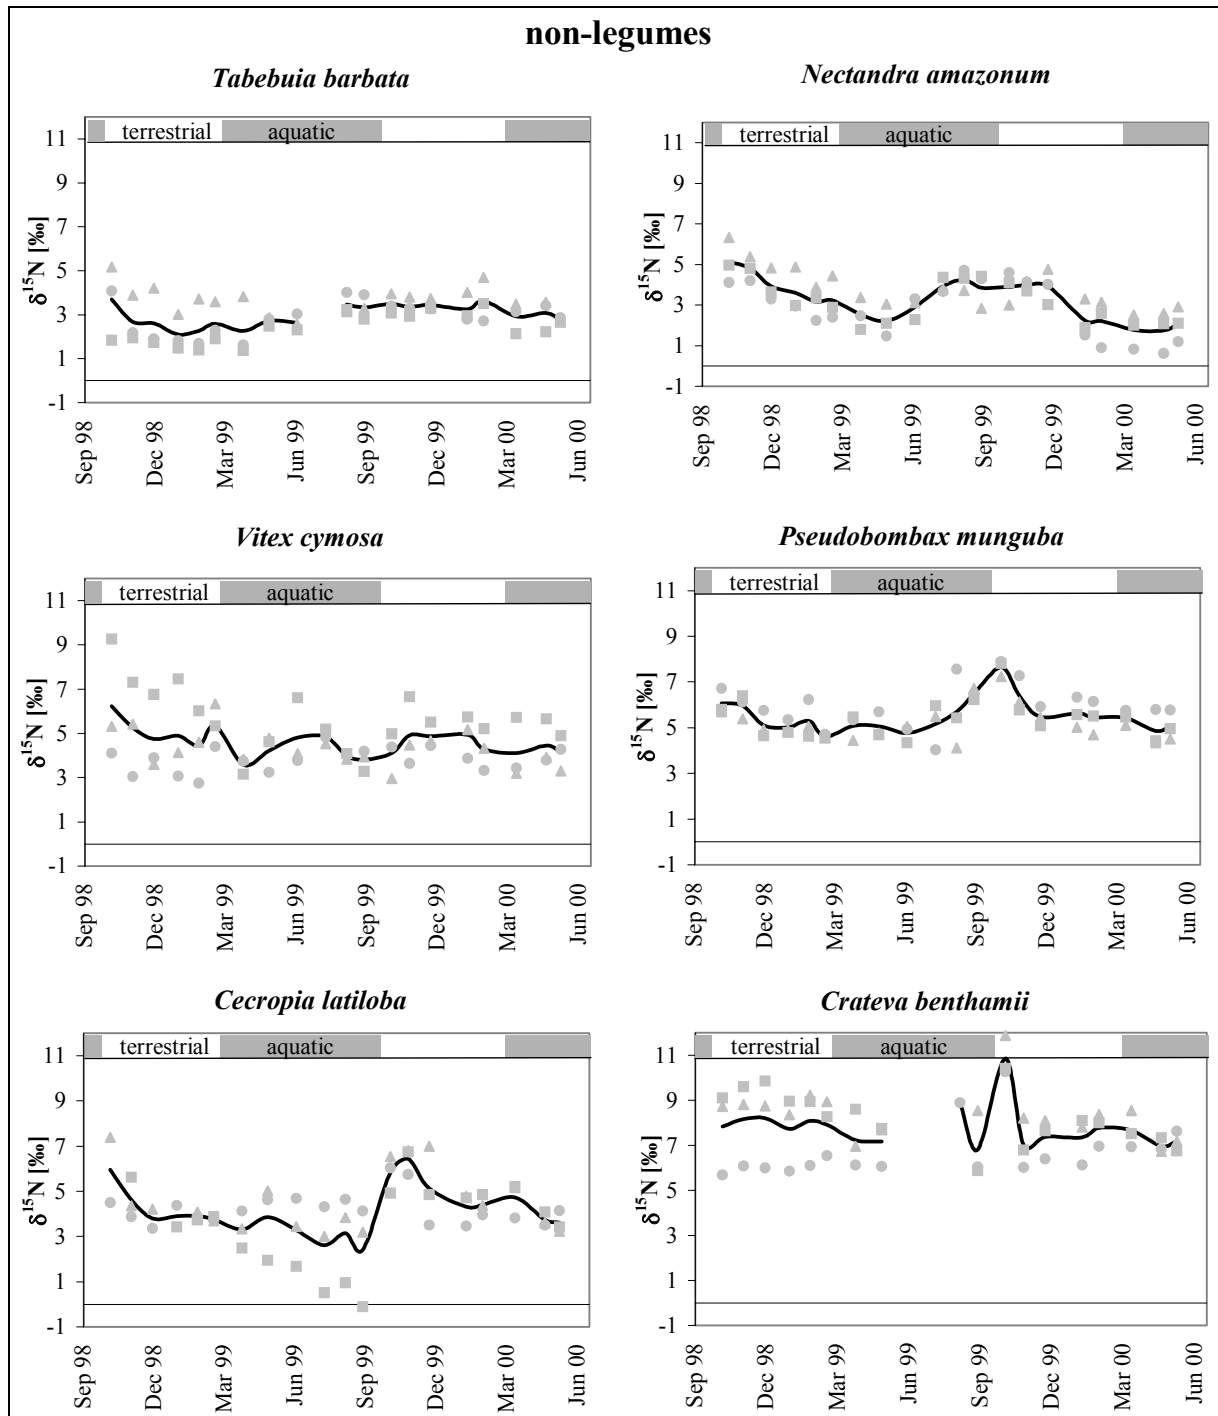 non-legumes
Tabebuia barbata
terrestrial aquatic
11
9
7
5
3
1
-1
δ15N [‰]
Sep 98 Dec 98 Mar 99 Jun 99 Sep 99 Dec 99 Mar 00 Jun 00
Nectandra amazonum
terrestrial aquatic
11
9
7
5
3
1
-1
δ15N [‰]
Sep 98 Dec 98 Mar 99 Jun 99 Sep 99 Dec 99 Mar 00 Jun 00
Vitex cymosa
terrestrial aquatic
11
9
7
5
3
1
-1
δ15N [‰]
Sep 98 Dec 98 Mar 99 Jun 99 Sep 99 Dec 99 Mar 00 Jun 00
Pseudobombax munguba
terrestrial aquatic
11
9
7
5
3
1
-1
δ15N [‰]
Sep 98 Dec 98 Mar 99 Jun 99 Sep 99 Dec 99 Mar 00 Jun 00
Cecropia latiloba
terrestrial aquatic
11
9
7
5
3
1
-1
δ15N [‰]
Sep 98 Dec 98 Mar 99 Jun 99 Sep 99 Dec 99 Mar 00 Jun 00
Crateva benthamii
terrestrial aquatic
11
9
7
5
3
1
-1
δ15N [‰]
Sep 98 Dec 98 Mar 99 Jun 99 Sep 99 Dec 99 Mar 00 Jun 00